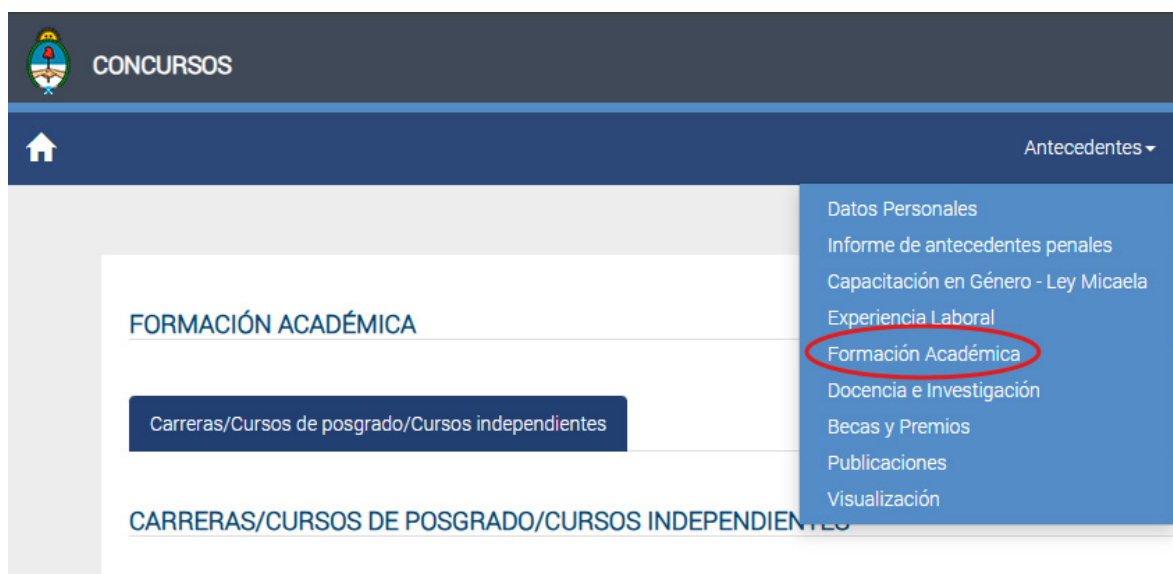 CONCURSOS
Antecedentes
Datos Personales
Informe de antecedentes penales
Capacitación en Género - Ley Micaela
Experiencia Laboral
Formación Académica
Docencia e Investigación
Becas y Premios
Publicaciones
Visualización
FORMACIÓN ACADÉMICA
Carreras/Cursos de posgrado/Cursos independientes
CARRERAS/CURSOS DE POSGRADO/CURSOS INDEPENDIENTES